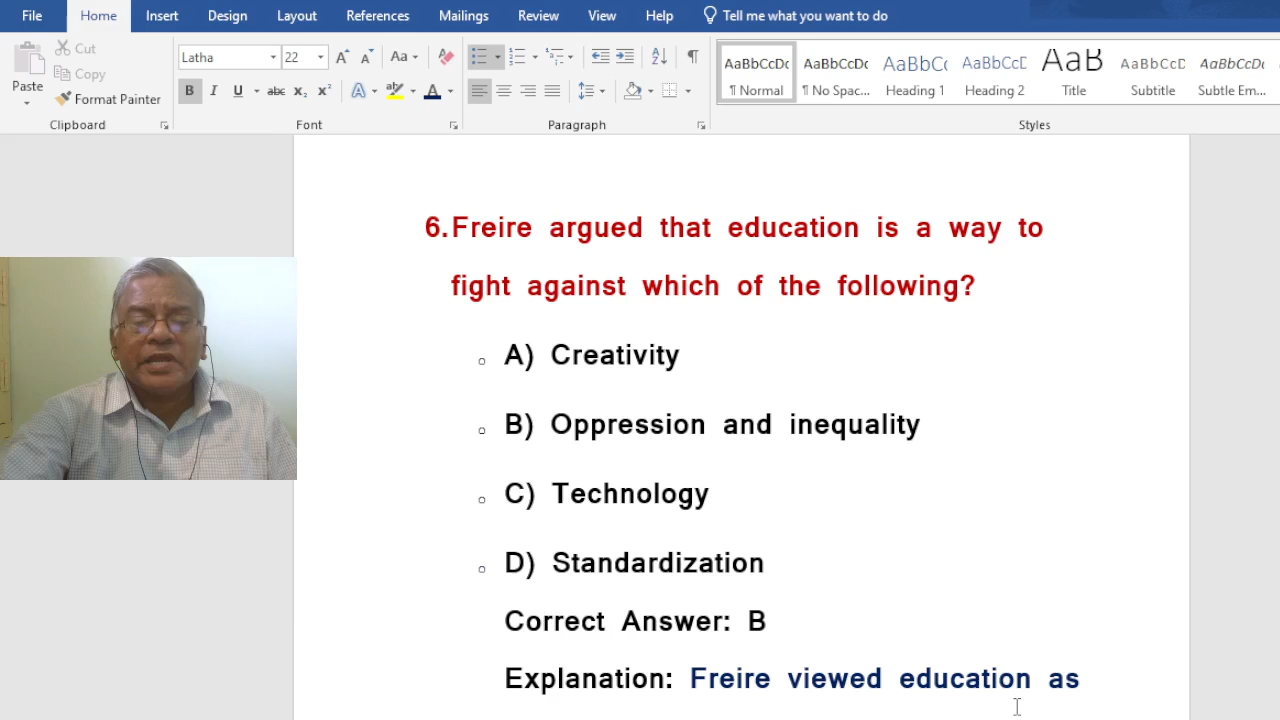 File Home Insert Design Layout References Mailings Review View Help Tell me what you want to do
Cut
Copy
Paste
Format Painter
Latha 22
Aa
AaBbCcDc AaBbCcDc AaBbCc AaBbCcD AaB AaBbCcD AaBbCcDc
¶ Normal ¶ No Spac... Heading 1 Heading 2 Title Subtitle Subtle Em...
Clipboard Font Paragraph Styles
6. Freire argued that education is a way to
fight against which of the following?
A) Creativity
B) Oppression and inequality
C) Technology
D) Standardization
Correct Answer: B
Explanation: Freire viewed education as